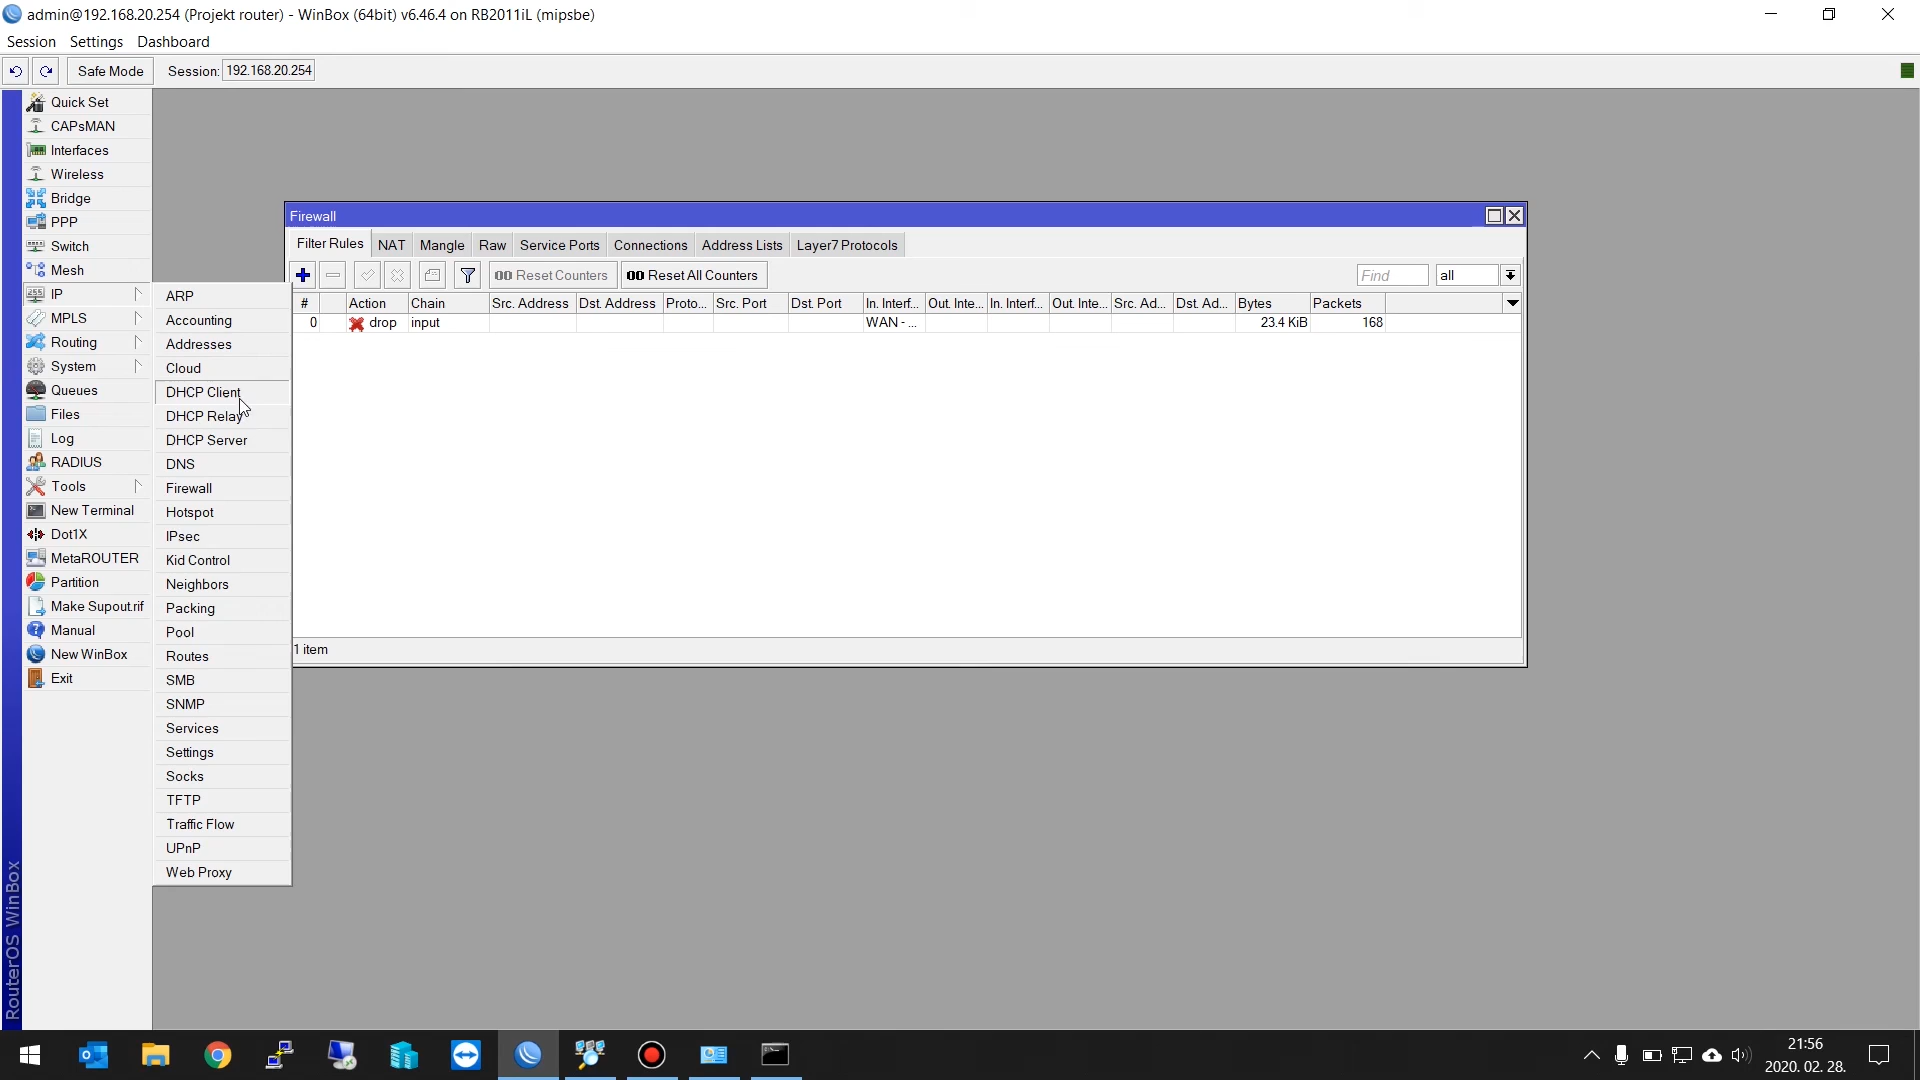 admin@192.168.20.254 (Projekt router) - WinBox (64bit) v6.46.4 on RB2011iL (mipsbe)
Session Settings Dashboard
Safe Mode Session: 192.168.20.254
Quick Set
CAPsMAN
Interfaces
Wireless
Bridge
PPP
Switch
Mesh
IP
MPLS
Routing
System
Queues
Files
Log
RADIUS
Tools
New Terminal
Dot1X
MetaROUTER
Partition
Make Supout.rif
Manual
New WinBox
Exit
RouterOS WinBox
ARP
Accounting
Addresses
Cloud
DHCP Client
DHCP Relay
DHCP Server
DNS
Firewall
Hotspot
IPsec
Kid Control
Neighbors
Packing
Pool
Routes
SMB
SNMP
Services
Settings
Socks
TFTP
Traffic Flow
UPnP
Web Proxy
Firewall
Filter Rules NAT Mangle Raw Service Ports Connections Address Lists Layer7 Protocols
00 Reset Counters 00 Reset All Counters Find all
# Action Chain Src. Address Dst. Address Proto... Src. Port Dst. Port In. Interf... Out. Inte... In. Interf... Out. Inte... Src. Ad... Dst. Ad... Bytes Packets
0 drop input WAN - ... 23.4 KiB 168
1 item
21:56
2020. 02. 28.